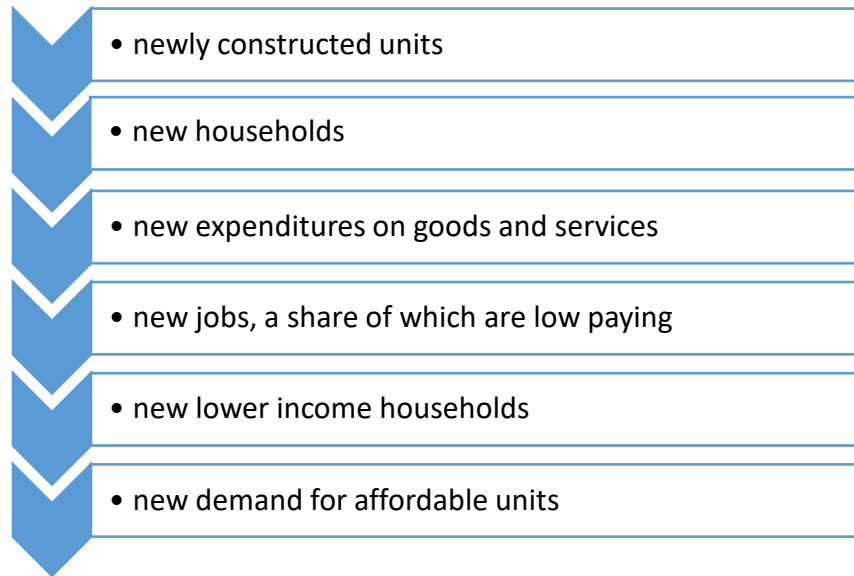 • newly constructed units
• new households
• new expenditures on goods and services
• new jobs, a share of which are low paying
• new lower income households
• new demand for affordable units